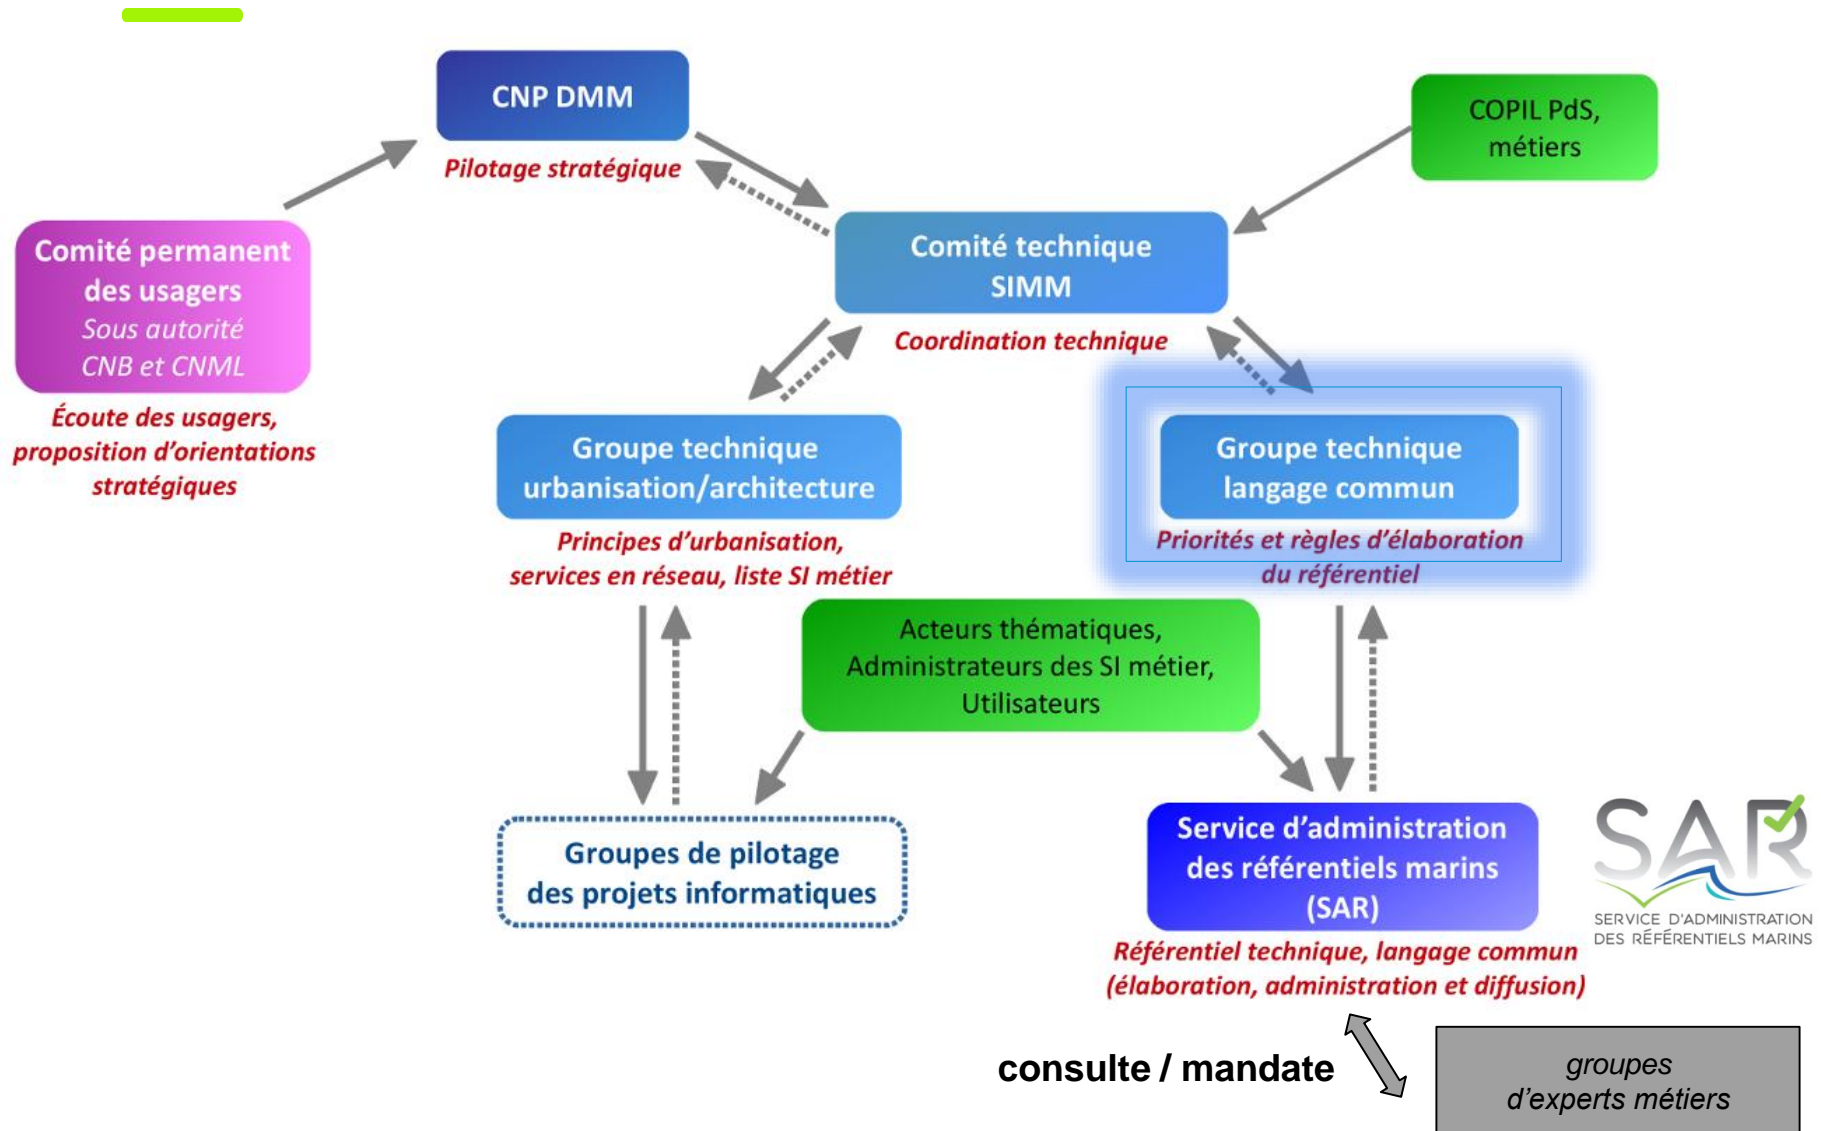 CNP DMM
Pilotage stratégique
COPIL PdS,
métiers
Comité permanent
des usagers
Sous autorité
CNB et CNML
Écoute des usagers,
proposition d'orientations
stratégiques
Comité technique
SIMM
Coordination technique
Groupe technique
urbanisation/architecture
Principes d'urbanisation,
services en réseau, liste SI métier
Groupe technique
langage commun
Priorités et règles d'élaboration
du référentiel
Acteurs thématiques,
Administrateurs des SI métier,
Utilisateurs
Groupes de pilotage
des projets informatiques
Service d'administration
des référentiels marins
(SAR)
Référentiel technique, langage commun
(élaboration, administration et diffusion)
SAR
SERVICE D'ADMINISTRATION
DES RÉFÉRENTIELS MARINS
consulte / mandate
groupes
d'experts métiers